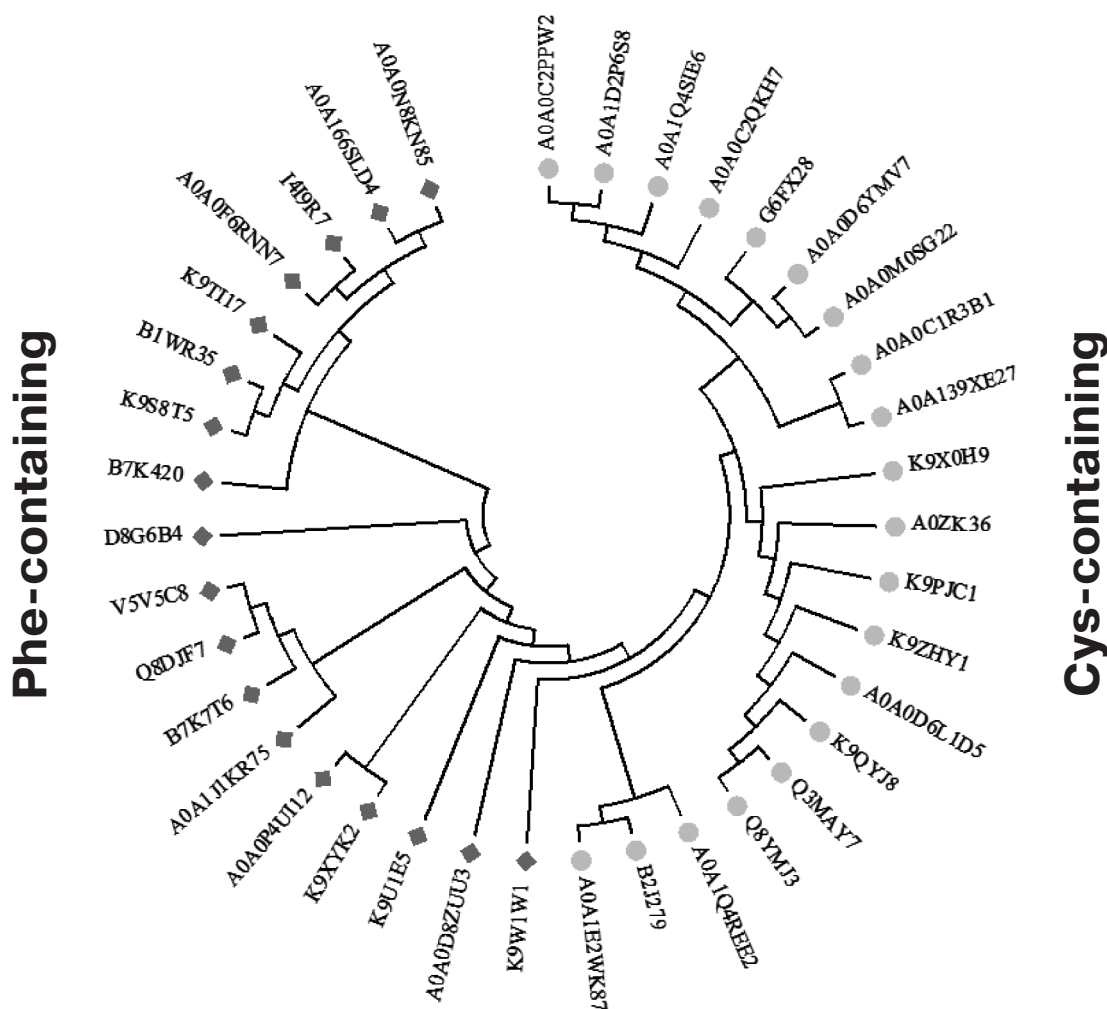 Phe-containing
Cys-containing
A0A0C2PPW2
A0A1D2P6S8
A0A1Q4SIE6
A0A0C2QKH7
G6FX28
A0A0D6YMV7
A0A0M0SG22
A0A0C1R3B1
A0A139XE27
K9X0H9
A0ZK36
K9PJC1
K9ZHY1
A0A0D6L1D5
K9QYJ8
Q3MAY7
Q8YMJ3
A0A1Q4REE2
B2J279
A0A1E2WK87
K9W1W1
A0A0D8ZUU3
K9U1E5
K9XYK2
A0A0P4UI12
A0A1J1KR75
B7K7T6
Q8DJF7
V5V5C8
D8G6B4
B7K420
K9S8T5
B1WR35
K9TI17
A0A0F6RNN7
I4I9R7
A0A166SLD4
A0A0N8KN85